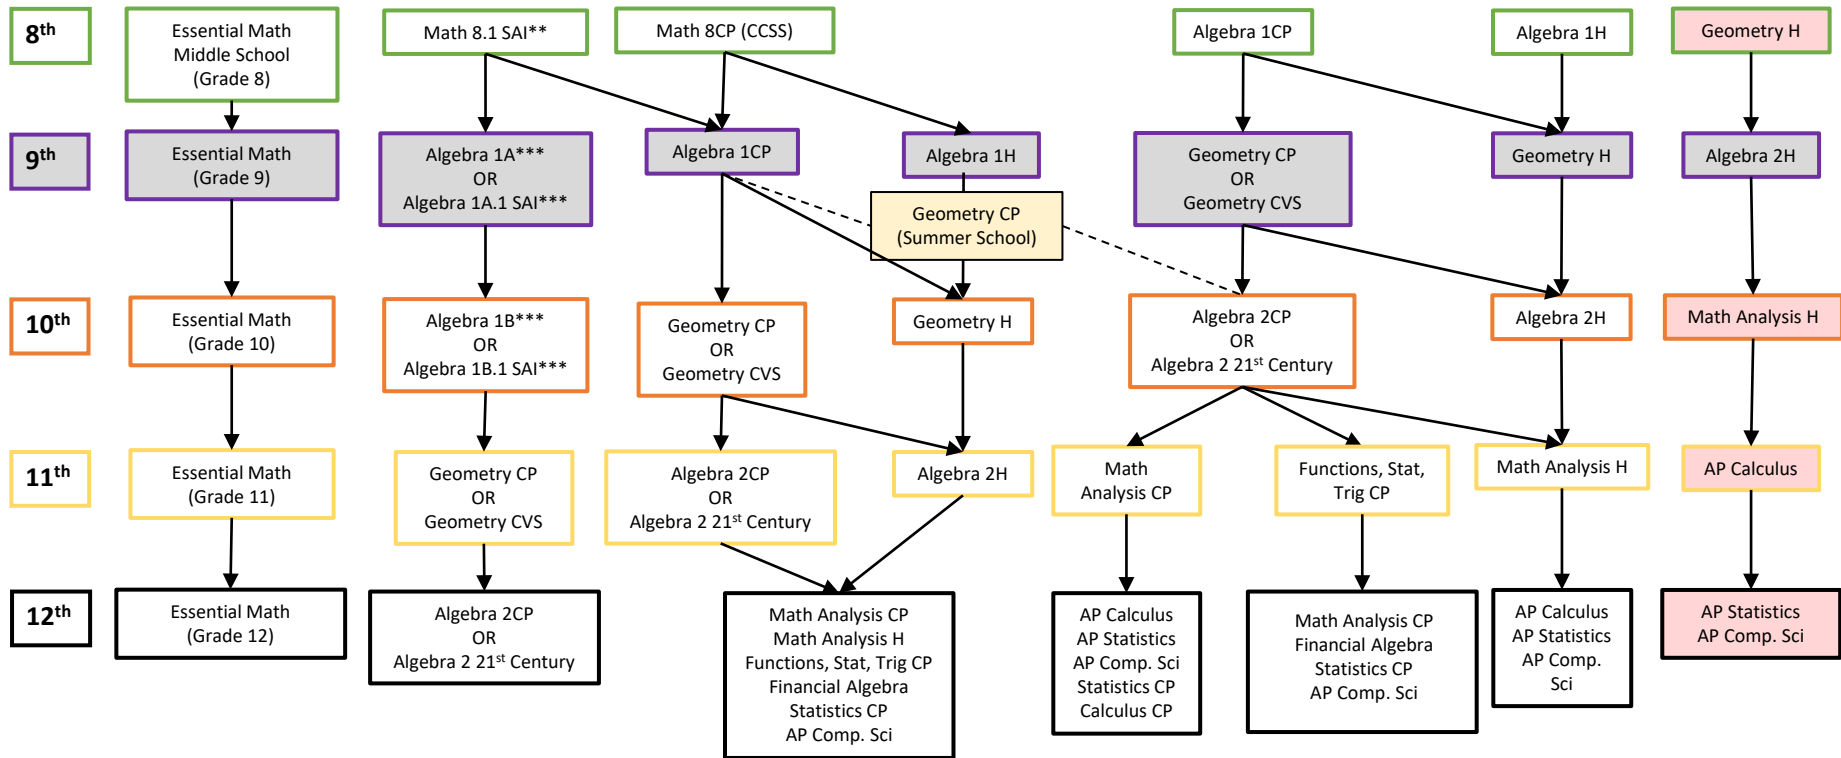 8th
Essential Math
Middle School
(Grade 8)
Math 8.1 SAI**
Math 8CP (CCSS)
Algebra 1CP
Algebra 1H
Geometry H
9th
Essential Math
(Grade 9)
Algebra 1A***
OR
Algebra 1A.1 SAI***
Algebra 1CP
Algebra 1H
Geometry CP
(Summer School)
Geometry CP
OR
Geometry CVS
Geometry H
Algebra 2H
10th
Essential Math
(Grade 10)
Algebra 1B***
OR
Algebra 1B.1 SAI***
Geometry CP
OR
Geometry CVS
Geometry H
Algebra 2CP
OR
Algebra 2 21st Century
Algebra 2H
Math Analysis H
11th
Essential Math
(Grade 11)
Geometry CP
OR
Geometry CVS
Algebra 2CP
OR
Algebra 2 21st Century
Algebra 2H
Math
Analysis CP
Functions, Stat,
Trig CP
Math Analysis H
AP Calculus
12th
Essential Math
(Grade 12)
Algebra 2CP
OR
Algebra 2 21st Century
Math Analysis CP
Math Analysis H
Functions, Stat, Trig CP
Financial Algebra
Statistics CP
AP Comp. Sci
AP Calculus
AP Statistics
AP Comp. Sci
Statistics CP
Calculus CP
Math Analysis CP
Financial Algebra
Statistics CP
AP Comp. Sci
AP Calculus
AP Statistics
AP Comp.
Sci
AP Statistics
AP Comp. Sci